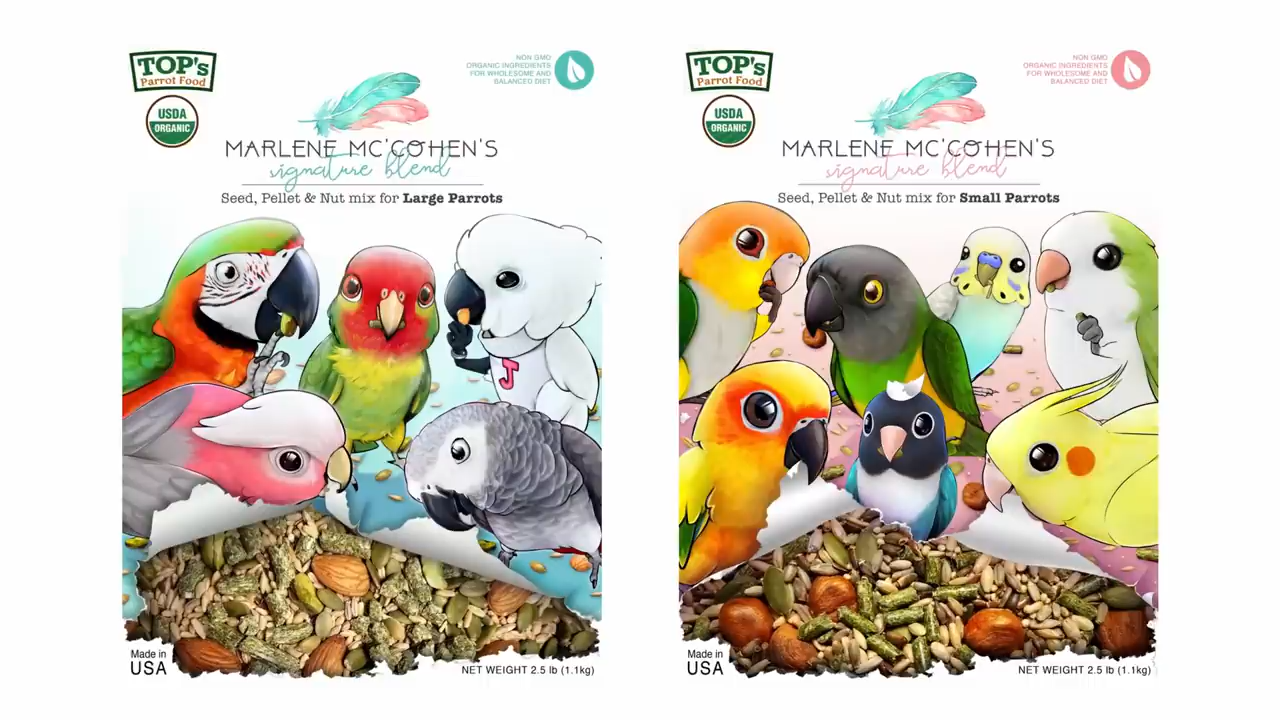 TOP's
Parrot Food
USDA
ORGANIC
NON GMO
ORGANIC INGREDIENTS
FOR WHOLESOME AND
BALANCED DIET
MARLENE MC'COHEN'S
signature blend
Seed, Pellet & Nut mix for Large Parrots
J
Made in
USA
NET WEIGHT 2.5 lb (1.1kg)
TOP's
Parrot Food
USDA
ORGANIC
NON GMO
ORGANIC INGREDIENTS
FOR WHOLESOME AND
BALANCED DIET
MARLENE MC'COHEN'S
signature blend
Seed, Pellet & Nut mix for Small Parrots
Made in
USA
NET WEIGHT 2.5 lb (1.1kg)